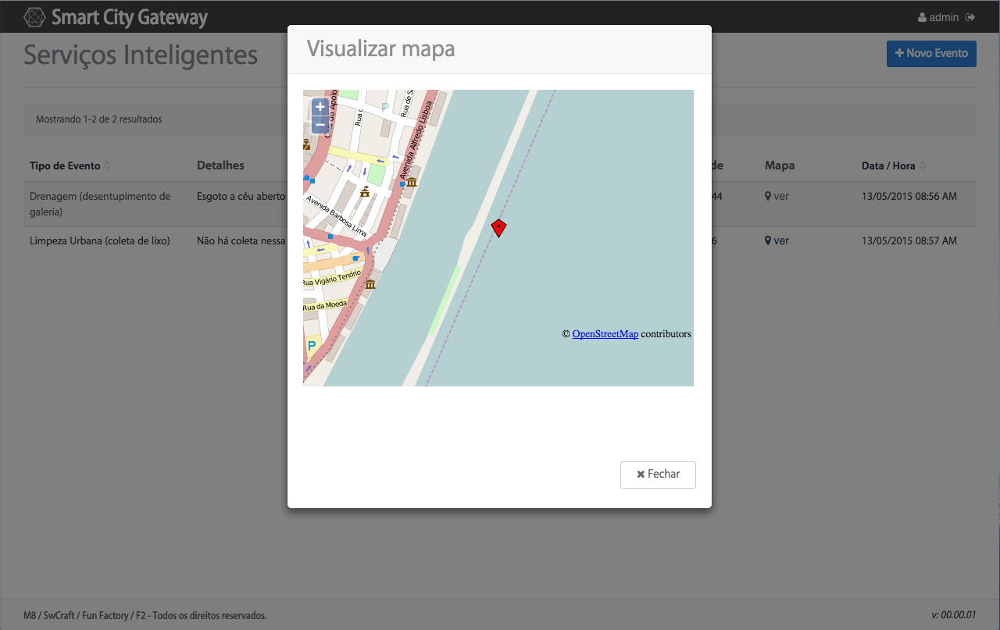 Smart City Gateway
admin
Serviços Inteligentes
Novo Evento
Mostrando 1-2 de 2 resultados
Tipo de Evento
Detalhes
de
Mapa
Data / Hora
Drenagem (desentupimento de
galeria)
Esgoto a céu aberto
44
ver
13/05/2015 08:56 AM
Limpeza Urbana (coleta de lixo)
Não há coleta nessa
6
ver
13/05/2015 08:57 AM
Visualizar mapa
+
−
Cais do Apolo
Rua d
Rua de S
P
Avenida Alfredo Lisboa
Avenida Barbosa Lima
Rua Vigário Tenório
Rua da Moeda
P
© OpenStreetMap contributors
Fechar
M8 / SwCraft / Fun Factory / F2 - Todos os direitos reservados.
v: 00.00.01